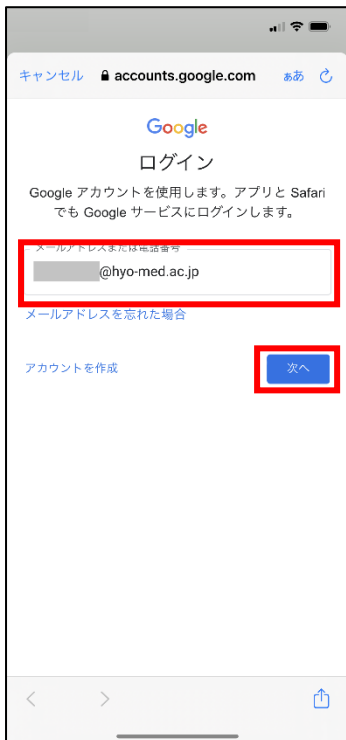 キャンセル accounts.google.com ぁあ
Google
ログイン
Google アカウントを使用します。アプリと Safari
でも Google サービスにログインします。
メールアドレスまたは電話番号
@hyo-med.ac.jp
メールアドレスを忘れた場合
アカウントを作成 次へ